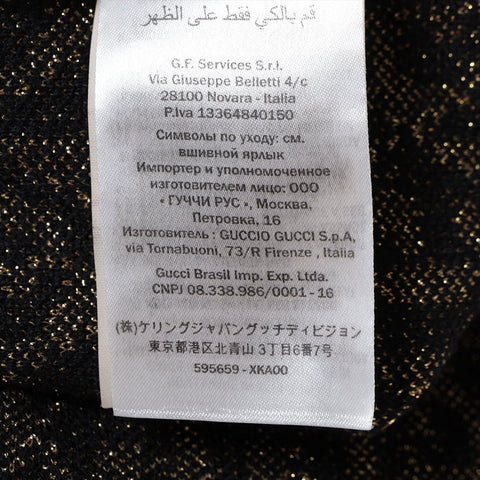 قم بالكي فقط على الظهر
G.F. Services S.r.l.
Via Giuseppe Belletti 4/c
28100 Novara - Italia
P.Iva 13364840150
Символы по уходу: см.
вшивной ярлык
Импортер и уполномоченное
изготовителем лицо: ООО
« ГУЧЧИ РУС », Москва,
Петровка, 16
Изготовитель : GUCCIO GUCCI S.p.A,
via Tornabuoni, 73/R Firenze , Italia
Gucci Brasil Imp. Exp. Ltda.
CNPJ 08.338.986/0001 - 16
(株)ケリングジャパングッチディビジョン
東京都港区北青山 3丁目6番7号
595659 - XKA00